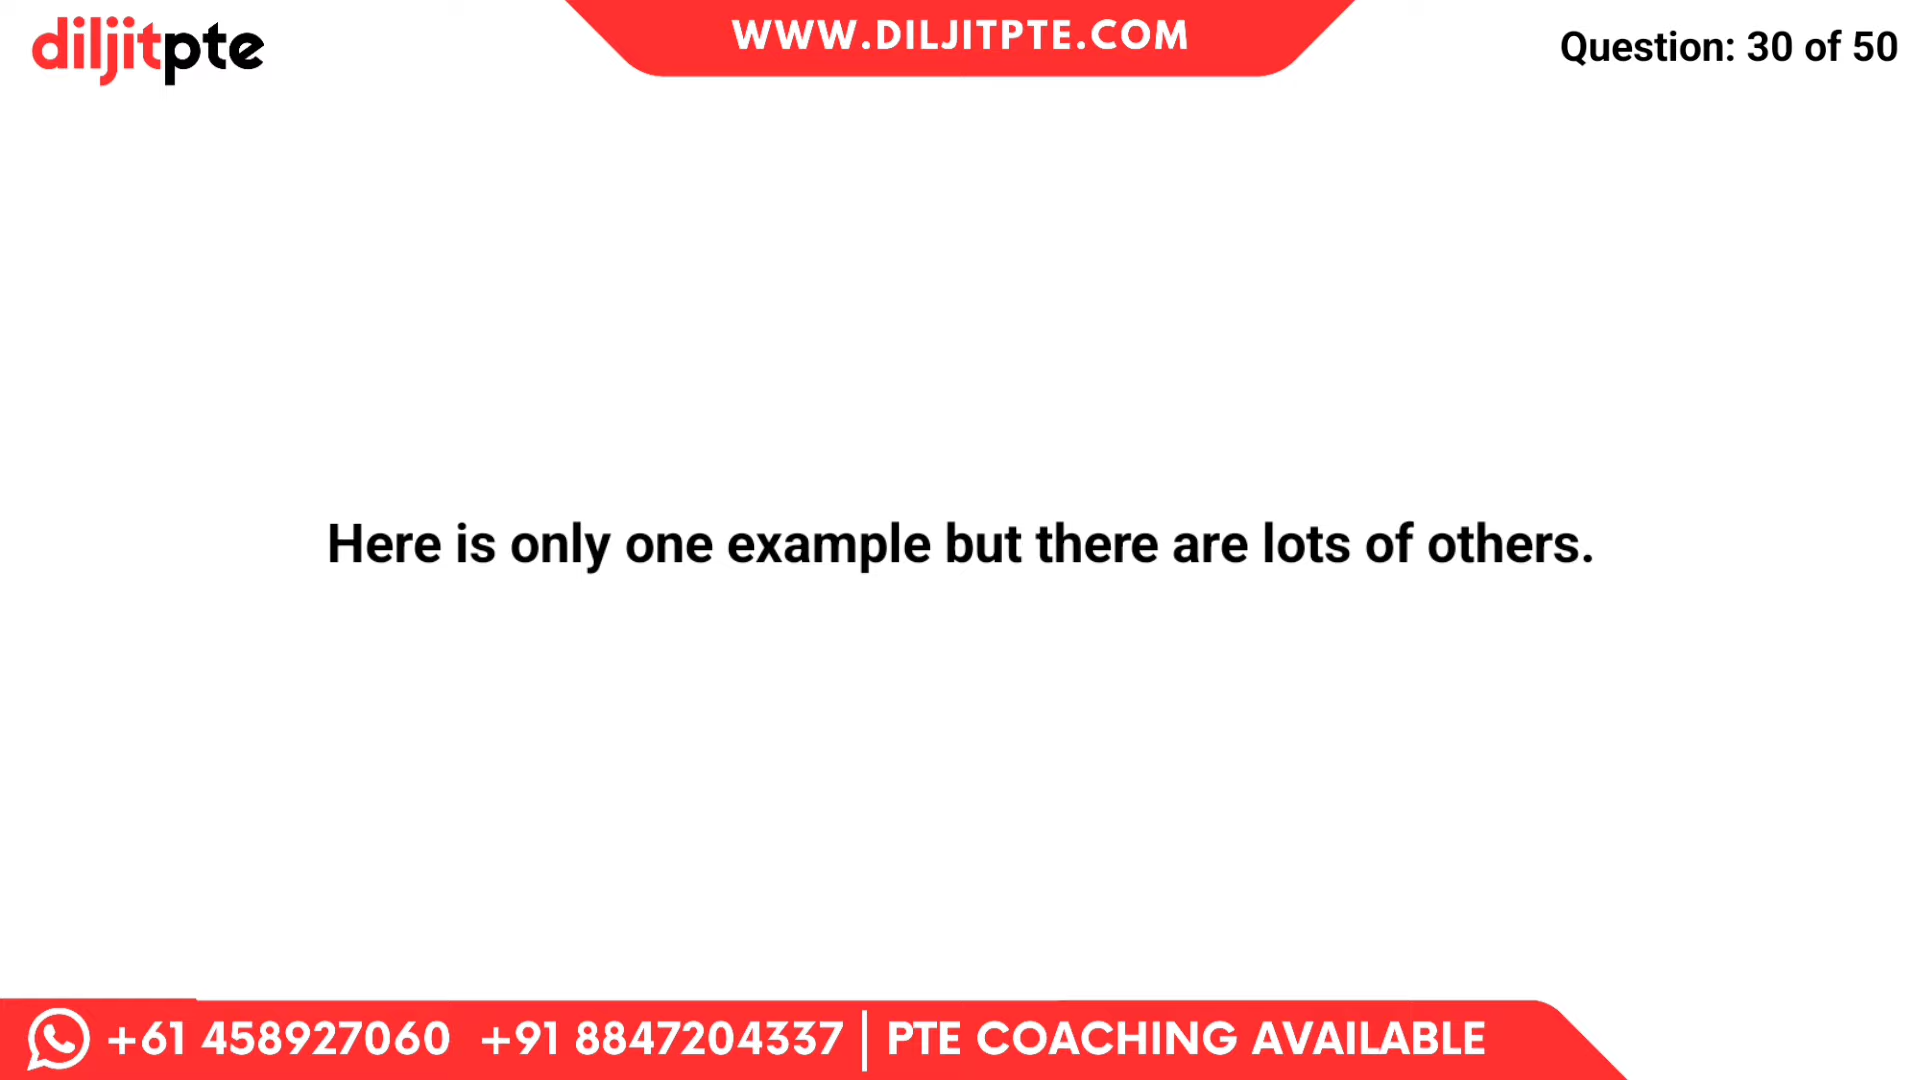 diljitpte
WWW.DILJITPTE.COM
Question: 30 of 50
Here is only one example but there are lots of others.
+61 458927060 +91 8847204337 | PTE COACHING AVAILABLE